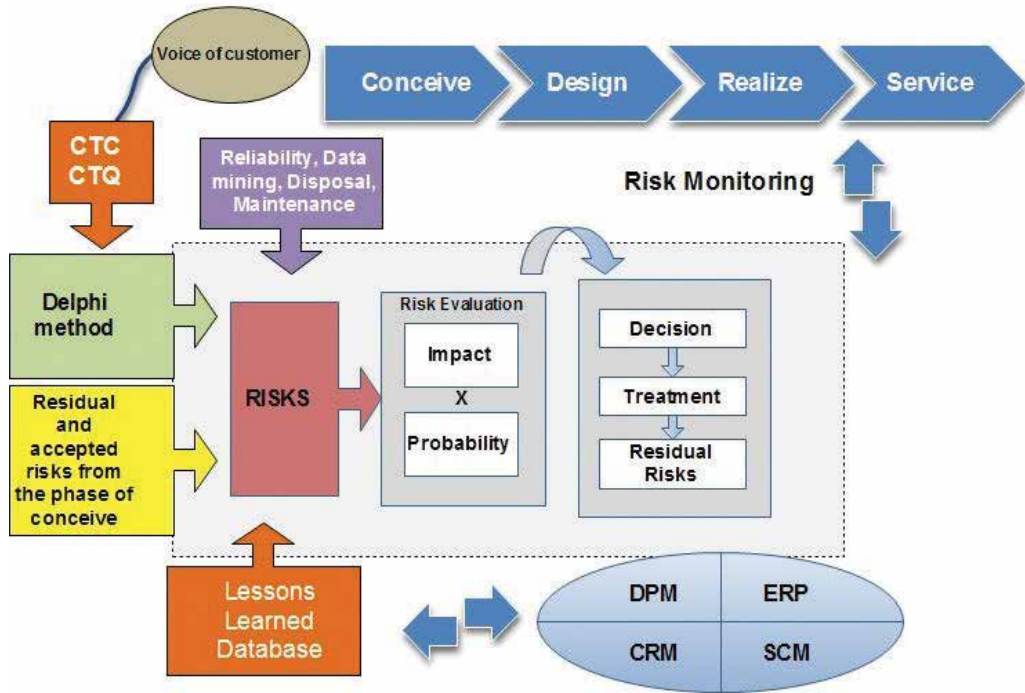 Voice of customer
Conceive
Design
Realize
Service
CTC
CTQ
Reliability, Data
mining, Disposal,
Maintenance
Risk Monitoring
Delphi
method
Residual
and
accepted
risks from
the phase of
conceive
RISKS
Risk Evaluation
Impact
X
Probability
Decision
Treatment
Residual
Risks
Lessons
Learned
Database
DPM
ERP
CRM
SCM